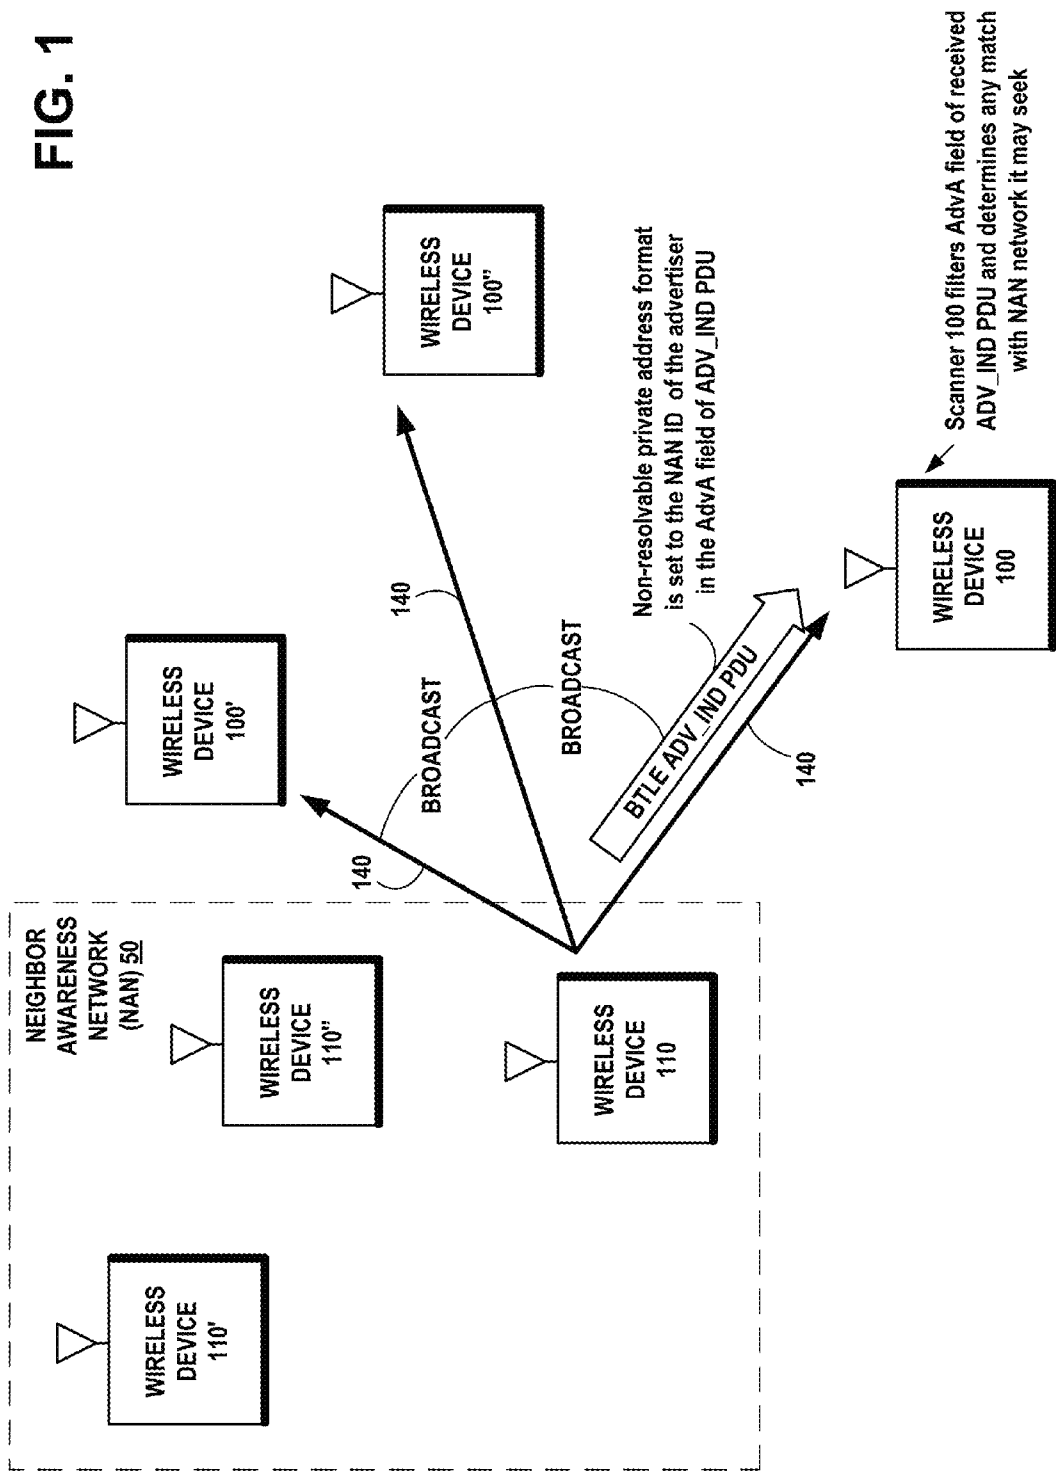 FIG. 1
NEIGHBOR
AWARENESS
NETWORK
(NAN) 50
WIRELESS
DEVICE
110'
WIRELESS
DEVICE
110"
WIRELESS
DEVICE
110
WIRELESS
DEVICE
100'
WIRELESS
DEVICE
100"
140
BROADCAST
140
BROADCAST
BTLE ADV_IND PDU
140
Non-resolvable private address format
is set to the NAN ID of the advertiser
in the AdvA field of ADV_IND PDU
WIRELESS
DEVICE
100
Scanner 100 filters AdvA field of received
ADV_IND PDU and determines any match
with NAN network it may seek